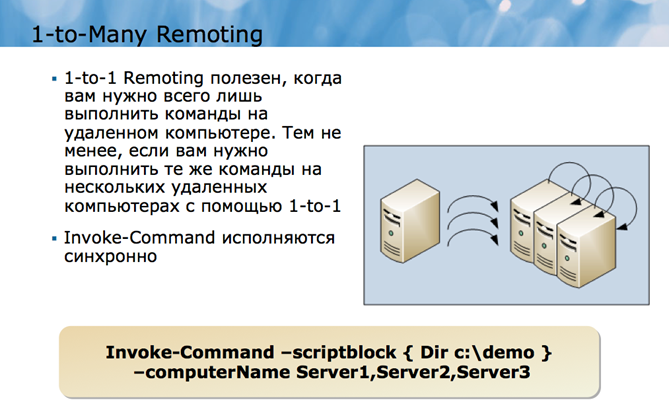 1-to-Many Remoting
▪ 1-to-1 Remoting полезен, когда
вам нужно всего лишь
выполнить команды на
удаленном компьютере. Тем не
менее, если вам нужно
выполнить те же команды на
нескольких удаленных
компьютерах с помощью 1-to-1
▪ Invoke-Command исполняются
синхронно
Invoke-Command –scriptblock { Dir c:\demo }
–computerName Server1,Server2,Server3